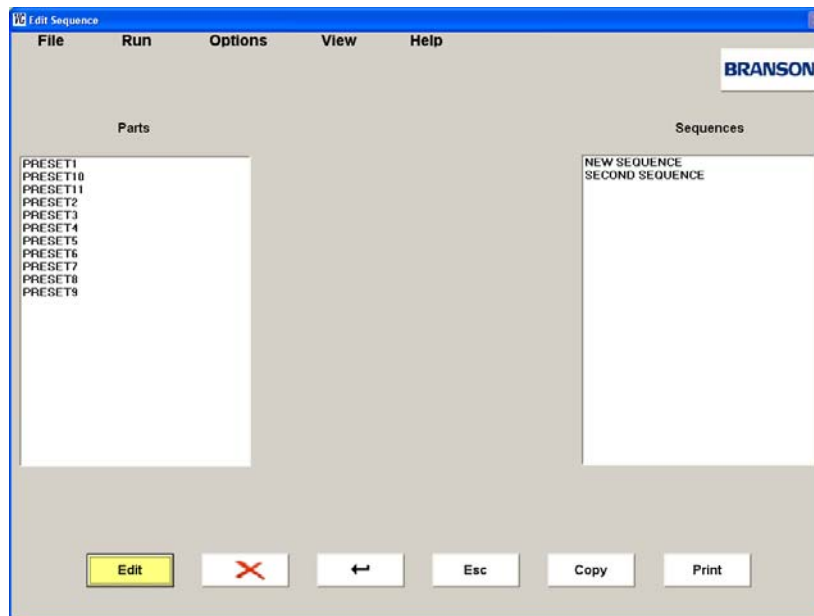 VG Edit Sequence
File Run Options View Help
BRANSON
Parts
Sequences
PRESET1
PRESET10
PRESET11
PRESET2
PRESET3
PRESET4
PRESET5
PRESET6
PRESET7
PRESET8
PRESET9
NEW SEQUENCE
SECOND SEQUENCE
Edit Esc Copy Print